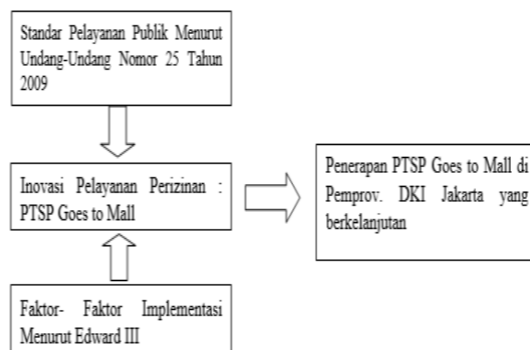 Standar Pelayanan Publik Menurut
Undang-Undang Nomor 25 Tahun
2009
Inovasi Pelayanan Perizinan :
PTSP Goes to Mall
Penerapan PTSP Goes to Mall di
Pemprov. DKI Jakarta yang
berkelanjutan
Faktor- Faktor Implementasi
Menurut Edward III